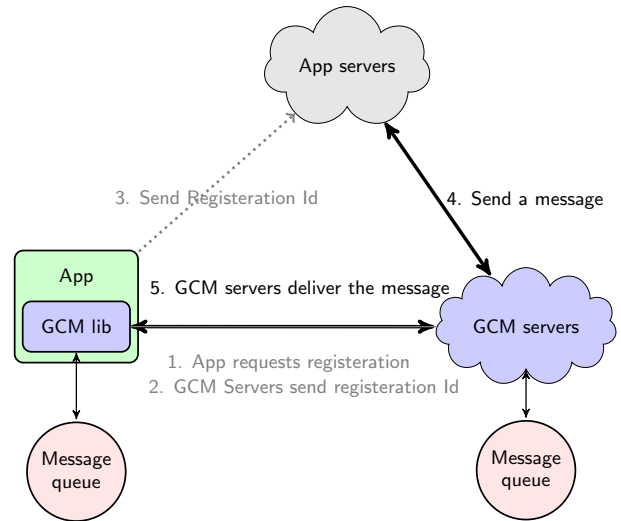 App servers
3. Send Registeration Id
4. Send a message
App
5. GCM servers deliver the message
GCM lib
GCM servers
1. App requests registeration
2. GCM Servers send registeration Id
Message
queue
Message
queue